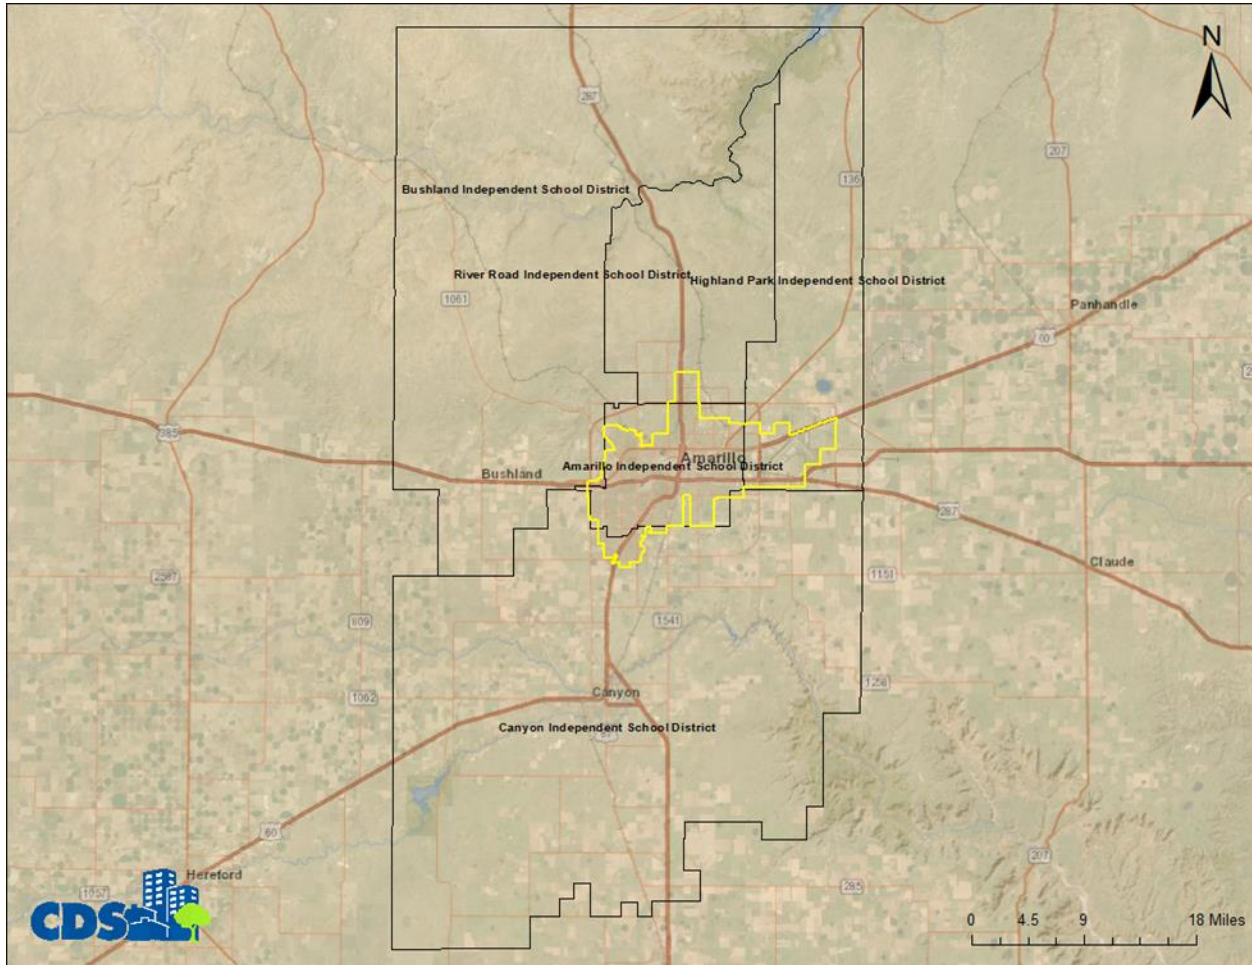 N
287
207
136
Bushland Independent School District
River Road Independent School District
Highland Park Independent School District
1061
Panhandle
60
385
Amarillo
Bushland
Amarillo Independent School District
287
Claude
2587
1151
809
1541
1258
1062
Canyon
Canyon Independent School District
60
207
Hereford
1057
285
CDS
0 4.5 9 18 Miles